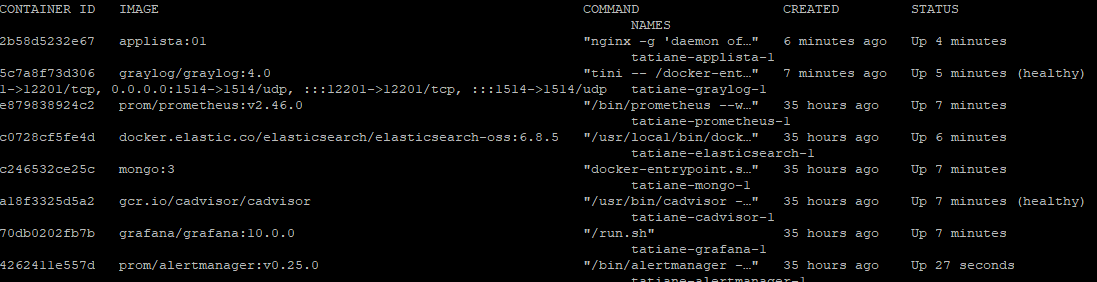 CONTAINER ID IMAGE COMMAND CREATED STATUS
NAMES
2b58d5232e67 applista:01 "nginx -g 'daemon of…" 6 minutes ago Up 4 minutes
tatiane-applista-1
5c7a8f73d306 graylog/graylog:4.0 "tini -- /docker-ent…" 7 minutes ago Up 5 minutes (healthy)
1->12201/tcp, 0.0.0.0:1514->1514/udp, :::12201->12201/tcp, :::1514->1514/udp tatiane-graylog-1
e879838924c2 prom/prometheus:v2.46.0 "/bin/prometheus --w…" 35 hours ago Up 7 minutes
tatiane-prometheus-1
c0728cf5fe4d docker.elastic.co/elasticsearch/elasticsearch-oss:6.8.5 "/usr/local/bin/dock…" 35 hours ago Up 6 minutes
tatiane-elasticsearch-1
c246532ce25c mongo:3 "docker-entrypoint.s…" 35 hours ago Up 7 minutes
tatiane-mongo-1
a18f3325d5a2 gcr.io/cadvisor/cadvisor "/usr/bin/cadvisor -…" 35 hours ago Up 7 minutes (healthy)
tatiane-cadvisor-1
70db0202fb7b grafana/grafana:10.0.0 "/run.sh" 35 hours ago Up 7 minutes
tatiane-grafana-1
4262411e557d prom/alertmanager:v0.25.0 "/bin/alertmanager -…" 35 hours ago Up 27 seconds
tatiane-alertmanager-1